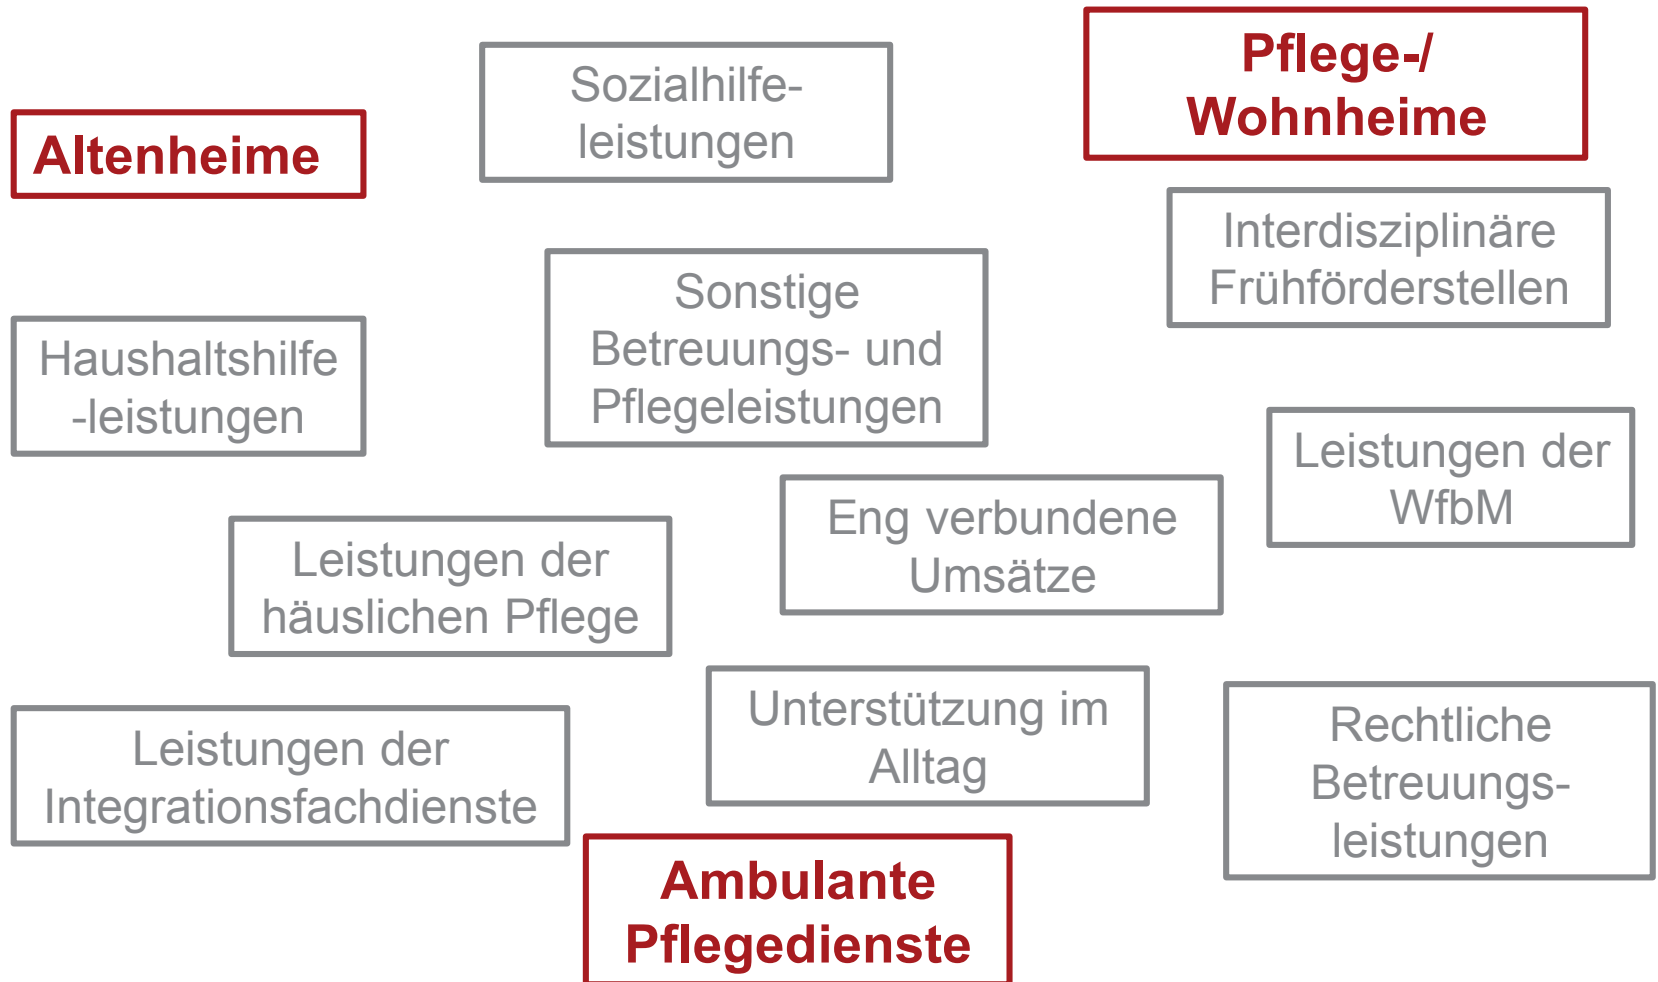 Pflege-/
Wohnheime
Sozialhilfe-
leistungen
Altenheime
Interdisziplinäre
Frühförderstellen
Sonstige
Betreuungs- und
Pflegeleistungen
Haushaltshilfe
-leistungen
Leistungen der
WfbM
Eng verbundene
Umsätze
Leistungen der
häuslichen Pflege
Unterstützung im
Alltag
Rechtliche
Betreuungs-
leistungen
Leistungen der
Integrationsfachdienste
Ambulante
Pflegedienste